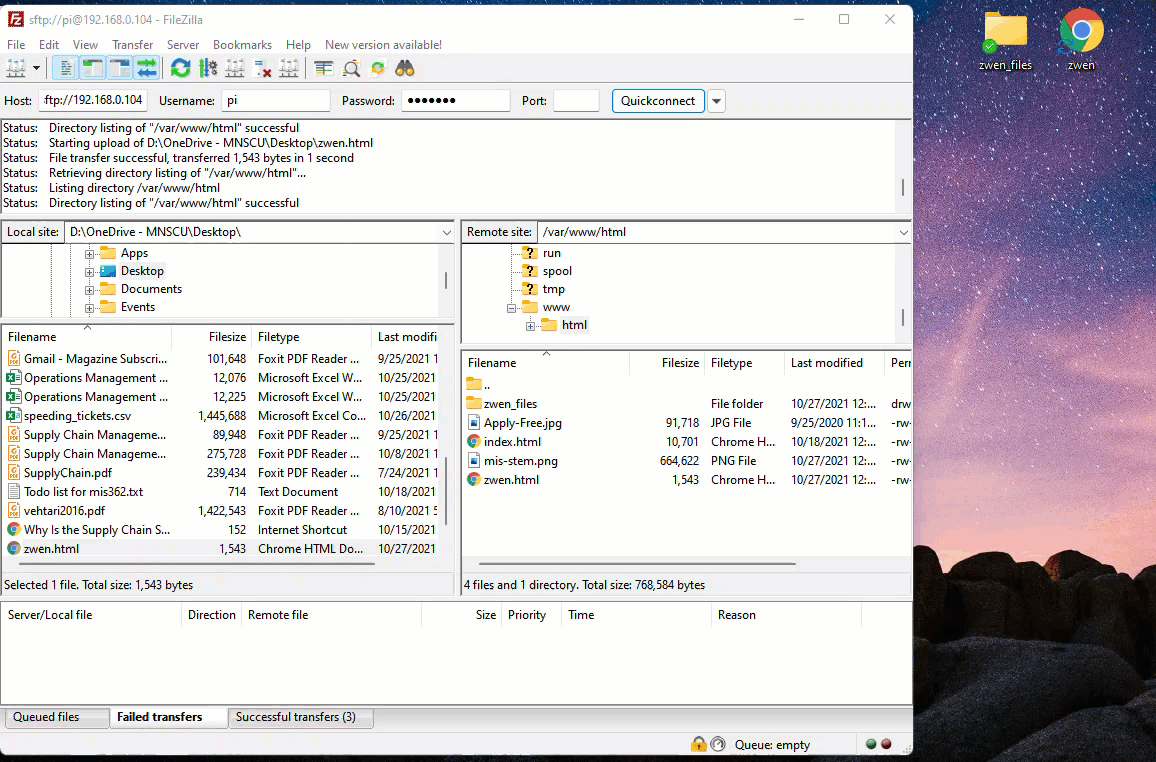 sftp://pi@192.168.0.104 - FileZilla
File Edit View Transfer Server Bookmarks Help New version available!
Host: ftp://192.168.0.104 Username: pi Password: ●●●●●●● Port: Quickconnect
Status: Directory listing of "/var/www/html" successful
Status: Starting upload of D:\OneDrive - MNSCU\Desktop\zwen.html
Status: File transfer successful, transferred 1,543 bytes in 1 second
Status: Retrieving directory listing of "/var/www/html"...
Status: Listing directory /var/www/html
Status: Directory listing of "/var/www/html" successful
Local site: D:\OneDrive - MNSCU\Desktop\
Apps
Desktop
Documents
Events
Filename Filesize Filetype Last modifi
Gmail - Magazine Subscri... 101,648 Foxit PDF Reader ... 9/25/2021 1
Operations Management ... 12,076 Microsoft Excel W... 10/25/2021
Operations Management ... 12,225 Microsoft Excel W... 10/25/2021
speeding_tickets.csv 1,445,688 Microsoft Excel Co... 10/26/2021
Supply Chain Manageme... 89,948 Foxit PDF Reader ... 9/25/2021 1
Supply Chain Manageme... 275,728 Foxit PDF Reader ... 10/8/2021 1
SupplyChain.pdf 239,434 Foxit PDF Reader ... 7/24/2021 1
Todo list for mis362.txt 714 Text Document 10/18/2021
vehtari2016.pdf 1,422,543 Foxit PDF Reader ... 8/10/2021 5
Why Is the Supply Chain S... 152 Internet Shortcut 10/15/2021
zwen.html 1,543 Chrome HTML Do... 10/27/2021
Selected 1 file. Total size: 1,543 bytes
Remote site: /var/www/html
run
spool
tmp
www
html
Filename Filesize Filetype Last modified Perr
..
zwen_files File folder 10/27/2021 12:... drw
Apply-Free.jpg 91,718 JPG File 9/25/2020 11:1... -rw-
index.html 10,701 Chrome H... 10/18/2021 12:... -rw-
mis-stem.png 664,622 PNG File 10/27/2021 12:... -rw-
zwen.html 1,543 Chrome H... 10/27/2021 12:... -rw-
4 files and 1 directory. Total size: 768,584 bytes
Server/Local file Direction Remote file Size Priority Time Reason
Queued files Failed transfers Successful transfers (3)
Queue: empty
zwen_files
zwen